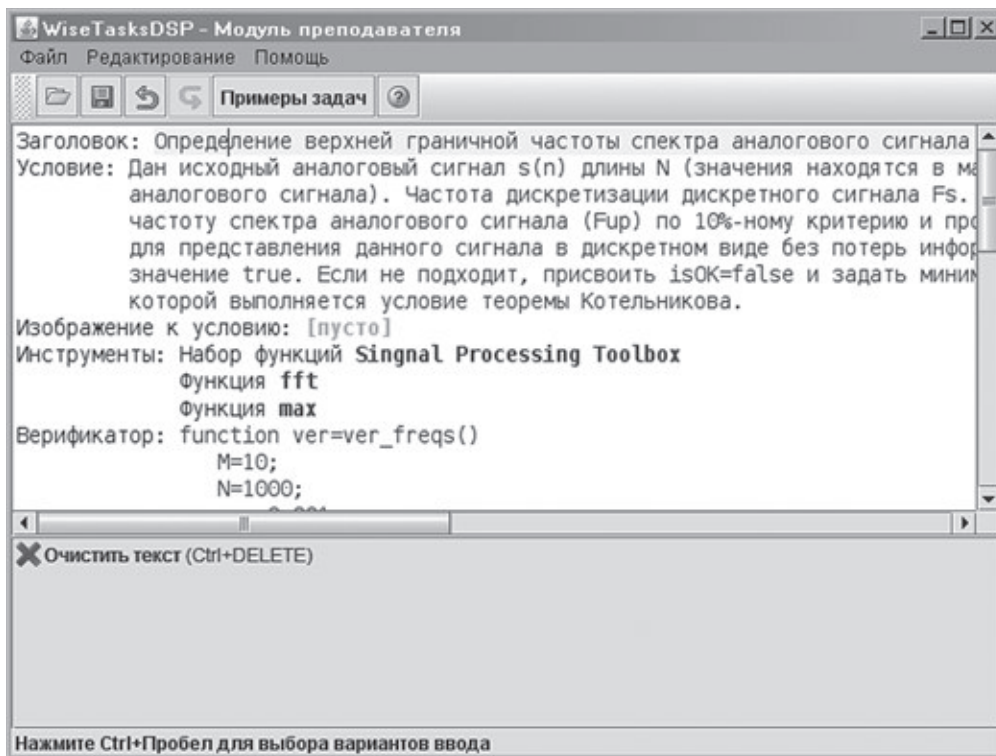 WiseTasksDSP - Модуль преподавателя
Файл Редактирование Помощь
Примеры задач
Заголовок: Определение верхней граничной частоты спектра аналогового сигнала
Условие: Дан исходный аналоговый сигнал s(n) длины N (значения находятся в ма
аналогового сигнала). Частота дискретизации дискретного сигнала Fs.
частоту спектра аналогового сигнала (Fup) по 10%-ному критерию и про
для представления данного сигнала в дискретном виде без потерь инфор
значение true. Если не подходит, присвоить isOK=false и задать миним
которой выполняется условие теоремы Котельникова.
Изображение к условию: [пусто]
Инструменты: Набор функций Singnal Processing Toolbox
Функция fft
Функция max
Верификатор: function ver=ver_freqs()
M=10;
N=1000;
Очистить текст (Ctrl+DELETE)
Нажмите Ctrl+Пробел для выбора вариантов ввода